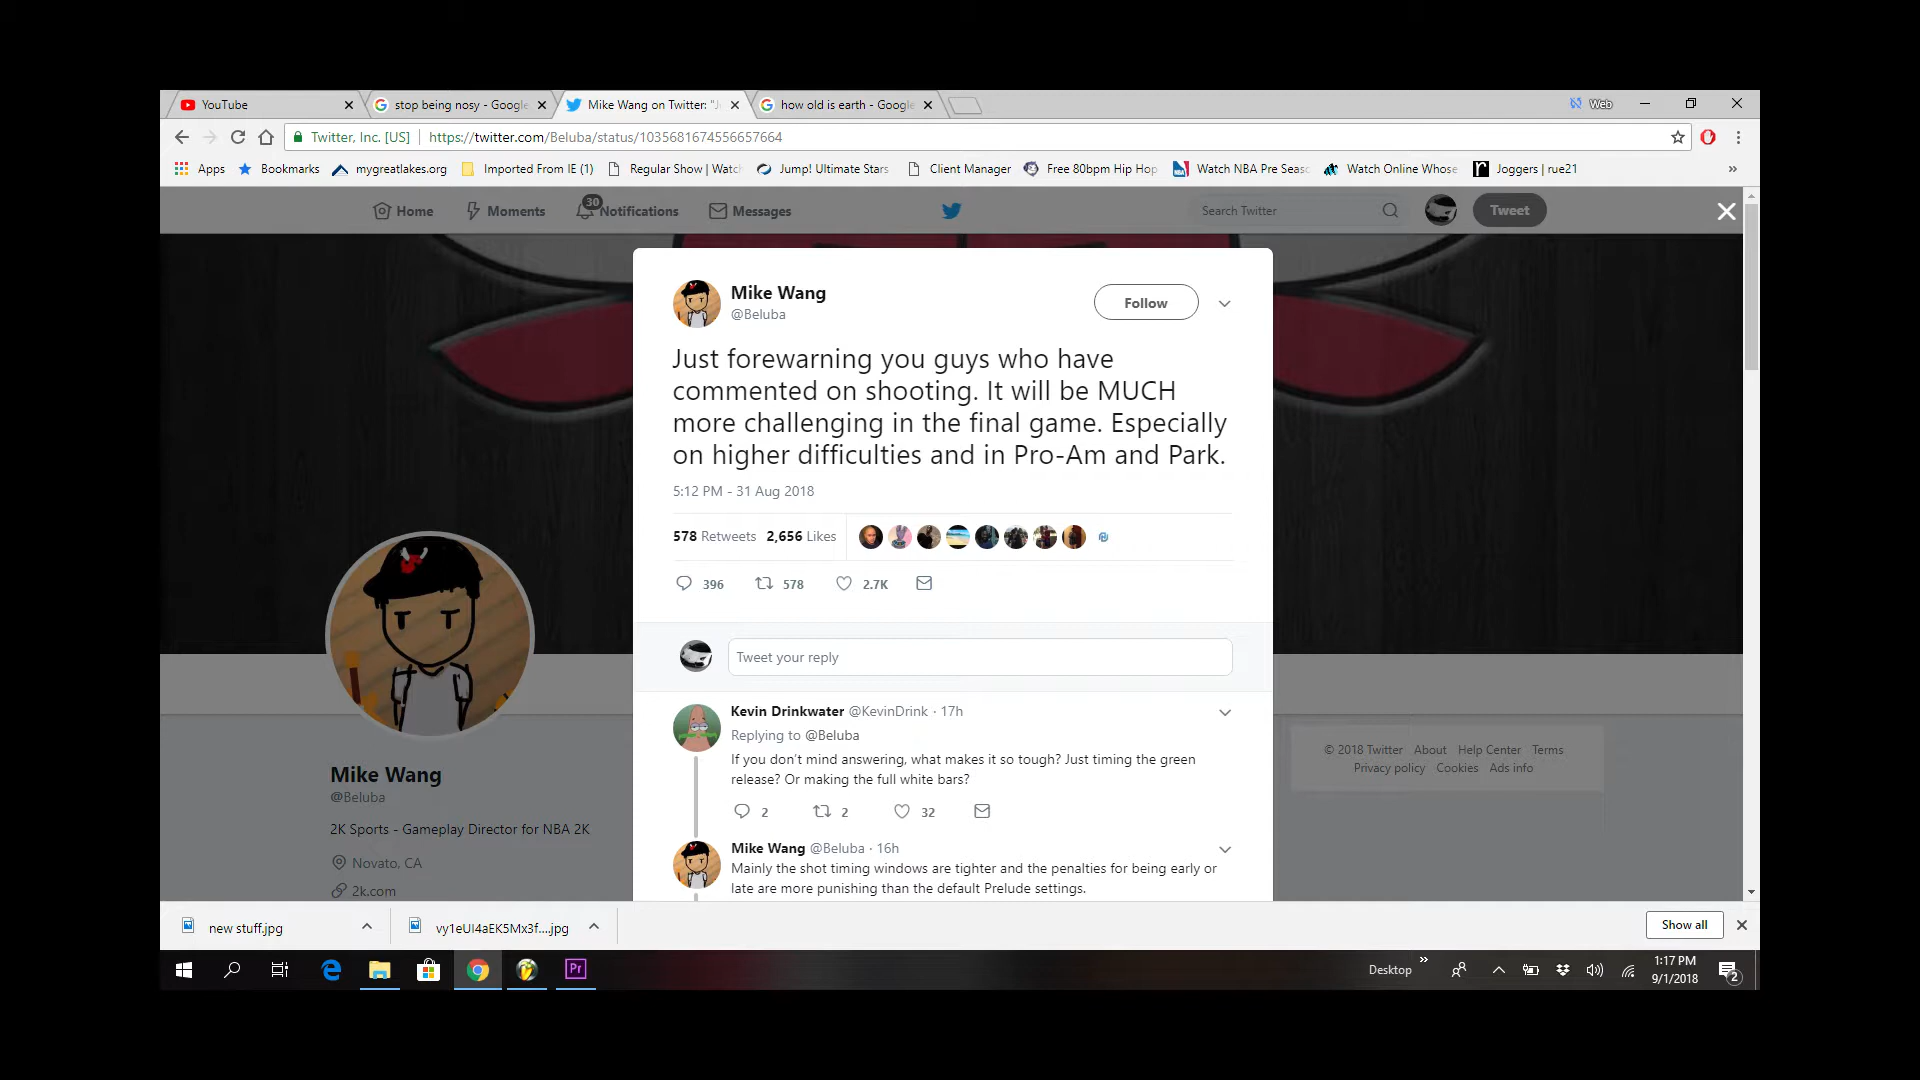 YouTube
stop being nosy - Google
Mike Wang on Twitter: "J
how old is earth - Google
Web
Twitter, Inc. [US]
https://twitter.com/Beluba/status/1035681674556657664
Apps
Bookmarks
mygreatlakes.org
Imported From IE (1)
Regular Show | Watch
Jump! Ultimate Stars
Client Manager
Free 80bpm Hip Hop
Watch NBA Pre Seas
Watch Online Whose
Joggers | rue21
»
Home
Moments
30
Notifications
Messages
Search Twitter
Tweet
Mike Wang
@Beluba
Follow
Just forewarning you guys who have
commented on shooting. It will be MUCH
more challenging in the final game. Especially
on higher difficulties and in Pro-Am and Park.
5:12 PM - 31 Aug 2018
578 Retweets 2,656 Likes
396
578
2.7K
Tweet your reply
Kevin Drinkwater @KevinDrink · 17h
Replying to @Beluba
If you don’t mind answering, what makes it so tough? Just timing the green
release? Or making the full white bars?
2
2
32
Mike Wang @Beluba · 16h
Mainly the shot timing windows are tighter and the penalties for being early or
late are more punishing than the default Prelude settings.
Mike Wang
@Beluba
2K Sports - Gameplay Director for NBA 2K
Novato, CA
2k.com
© 2018 Twitter About Help Center Terms
Privacy policy Cookies Ads info
new stuff.jpg
vy1eUI4aEK5Mx3f....jpg
Show all
Pr
Desktop
»
1:17 PM
9/1/2018
2